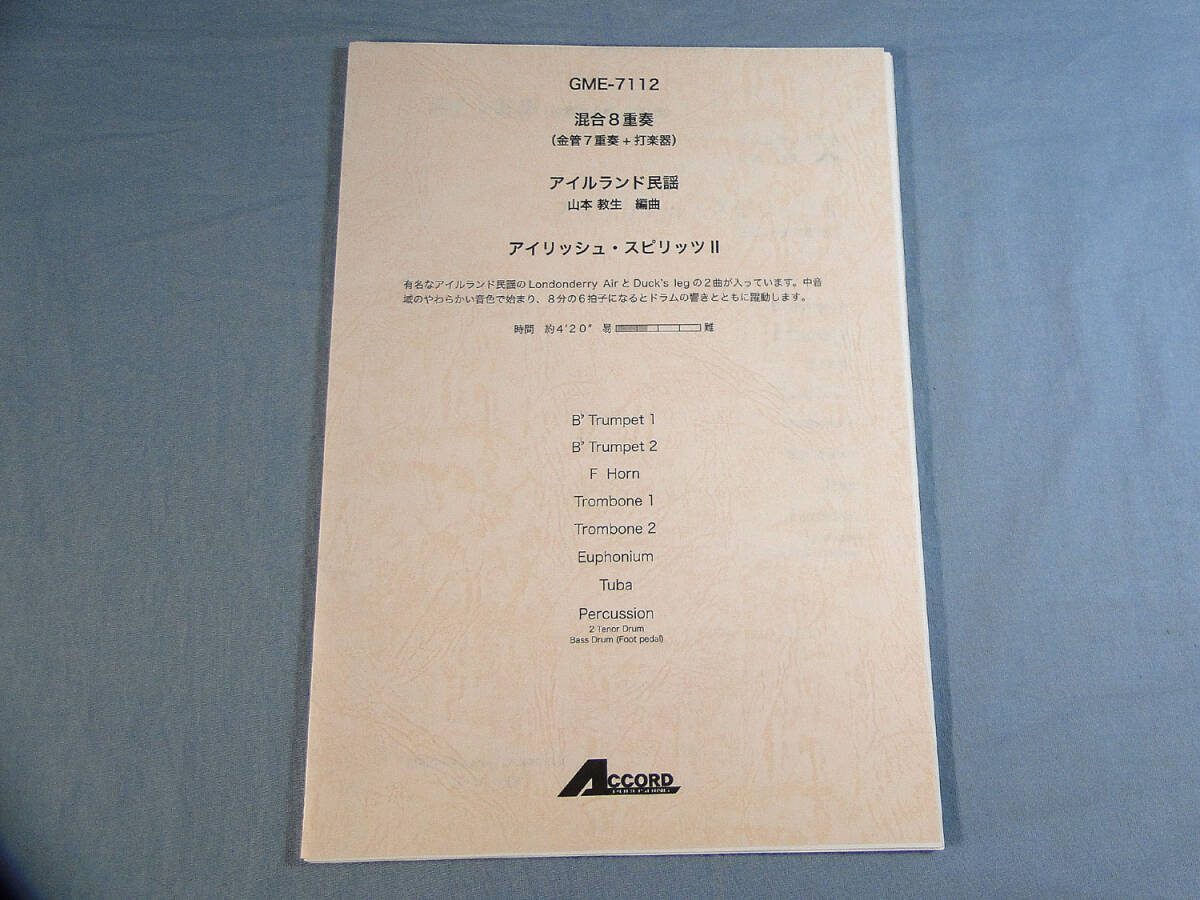 GME-7112
混合8重奏
（金管7重奏+打楽器）
アイルランド民謡
山本 教生　編曲
アイリッシュ・スピリッツⅡ
有名なアイルランド民謡のLondonderry AirとDuck's legの2曲が入っています。中音
域のやわらかい音色で始まり、8分の6拍子になるとドラムの響きとともに躍動します。
時間　約4'20"　易 難
B♭ Trumpet 1
B♭ Trumpet 2
F Horn
Trombone 1
Trombone 2
Euphonium
Tuba
Percussion
2 Tenor Drum
Bass Drum (Foot pedal)
ACCORD
PUBLISHING